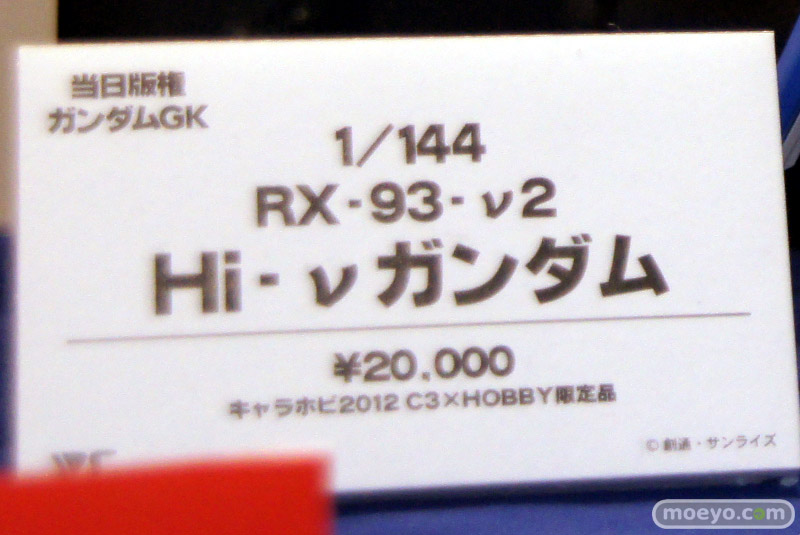 当日版権
ガンダムGK
1/144
RX-93-ν2
Hi-νガンダム
¥20,000
キャラホビ2012 C3×HOBBY限定品
©創通・サンライズ
moeyo.com